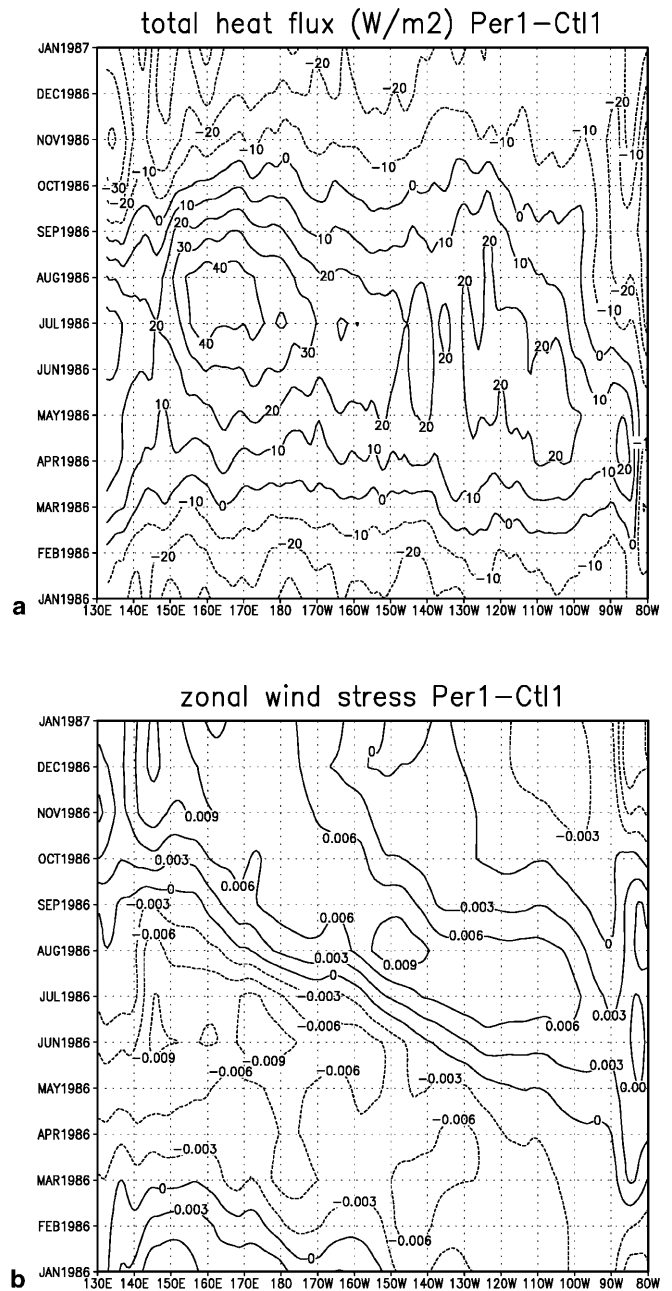 total heat flux (W/m2) Per1−Ctl1
JAN1987
−20
−20
DEC1986
−20
−20
NOV1986
−10
−10
−10
−10
−10
−10
OCT1986
−30
0
0
−20
0
10
0
SEP1986
20
10
10
20
30
10
AUG1986
40
20
20
−20
−10
JUL1986
20
40
30
20
20
0
JUN1986
MAY1986
10
20
20
20
20
10
10
20
APR1986
20
10
10
MAR1986
0
0
0
−10
−10
0
FEB1986
−20
−20
−20
−10
−10
JAN1986
130E 140E 150E 160E 170E 180 170W 160W 150W 140W 130W 120W 110W 100W 90W 80W
a
zonal wind stress Per1−Ctl1
JAN1987
0
DEC1986
NOV1986
0.009
0.006
−0.003
OCT1986
0.003
0
0.006
SEP1986
−0.003
0.003
0.006
−0.006
0.006
0
AUG1986
0.003
0.009
0
JUL1986
−0.003
0.003
−0.006
0.006
JUN1986
−0.009
−0.009
0.003
−0.006
−0.006
−0.003
0.00
MAY1986
−0.006
0
APR1986
−0.003
MAR1986
0
−0.003
0.003
FEB1986
−0.006
0
JAN1986
130E 140E 150E 160E 170E 180 170W 160W 150W 140W 130W 120W 110W 100W 90W 80W
b